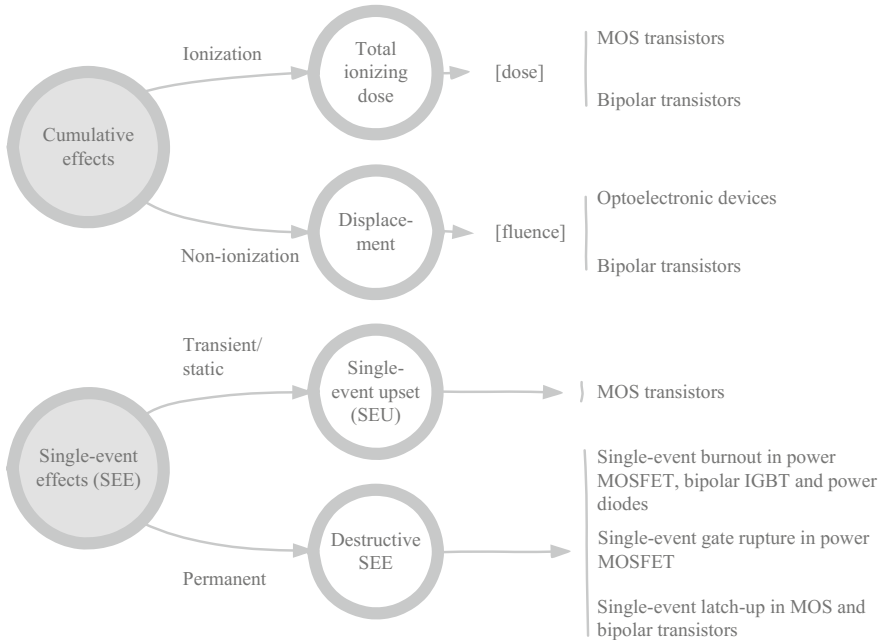 Cumulative
effects
Ionization
Total
ionizing
dose
[dose]
MOS transistors
Bipolar transistors
Non-ionization
Displace-
ment
[fluence]
Optoelectronic devices
Bipolar transistors
Single-event
effects (SEE)
Transient/
static
Single-
event upset
(SEU)
MOS transistors
Permanent
Destructive
SEE
Single-event burnout in power
MOSFET, bipolar IGBT and power
diodes
Single-event gate rupture in power
MOSFET
Single-event latch-up in MOS and
bipolar transistors